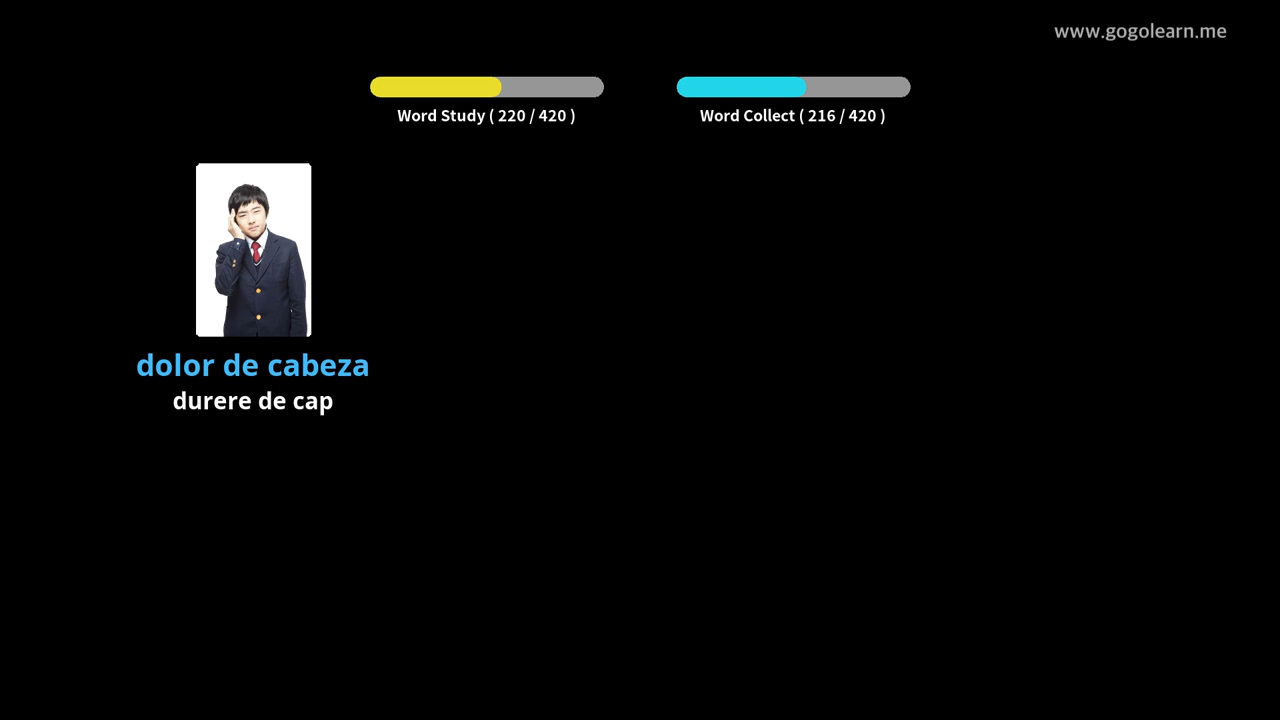 www.gogolearn.me
Word Study ( 220 / 420 )
Word Collect ( 216 / 420 )
dolor de cabeza
durere de cap